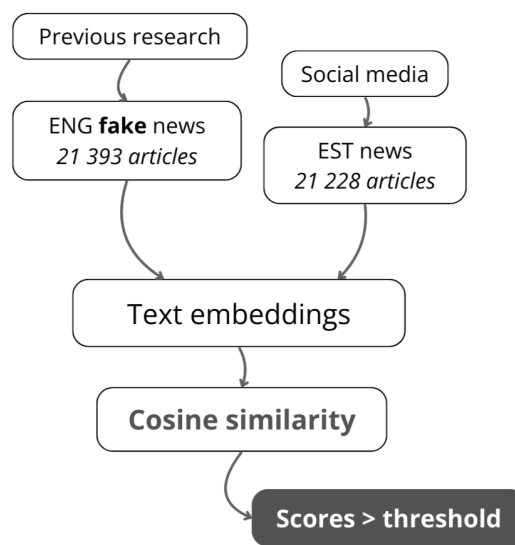 Previous research
Social media
ENG fake news
21 393 articles
EST news
21 228 articles
Text embeddings
Cosine similarity
Scores > threshold